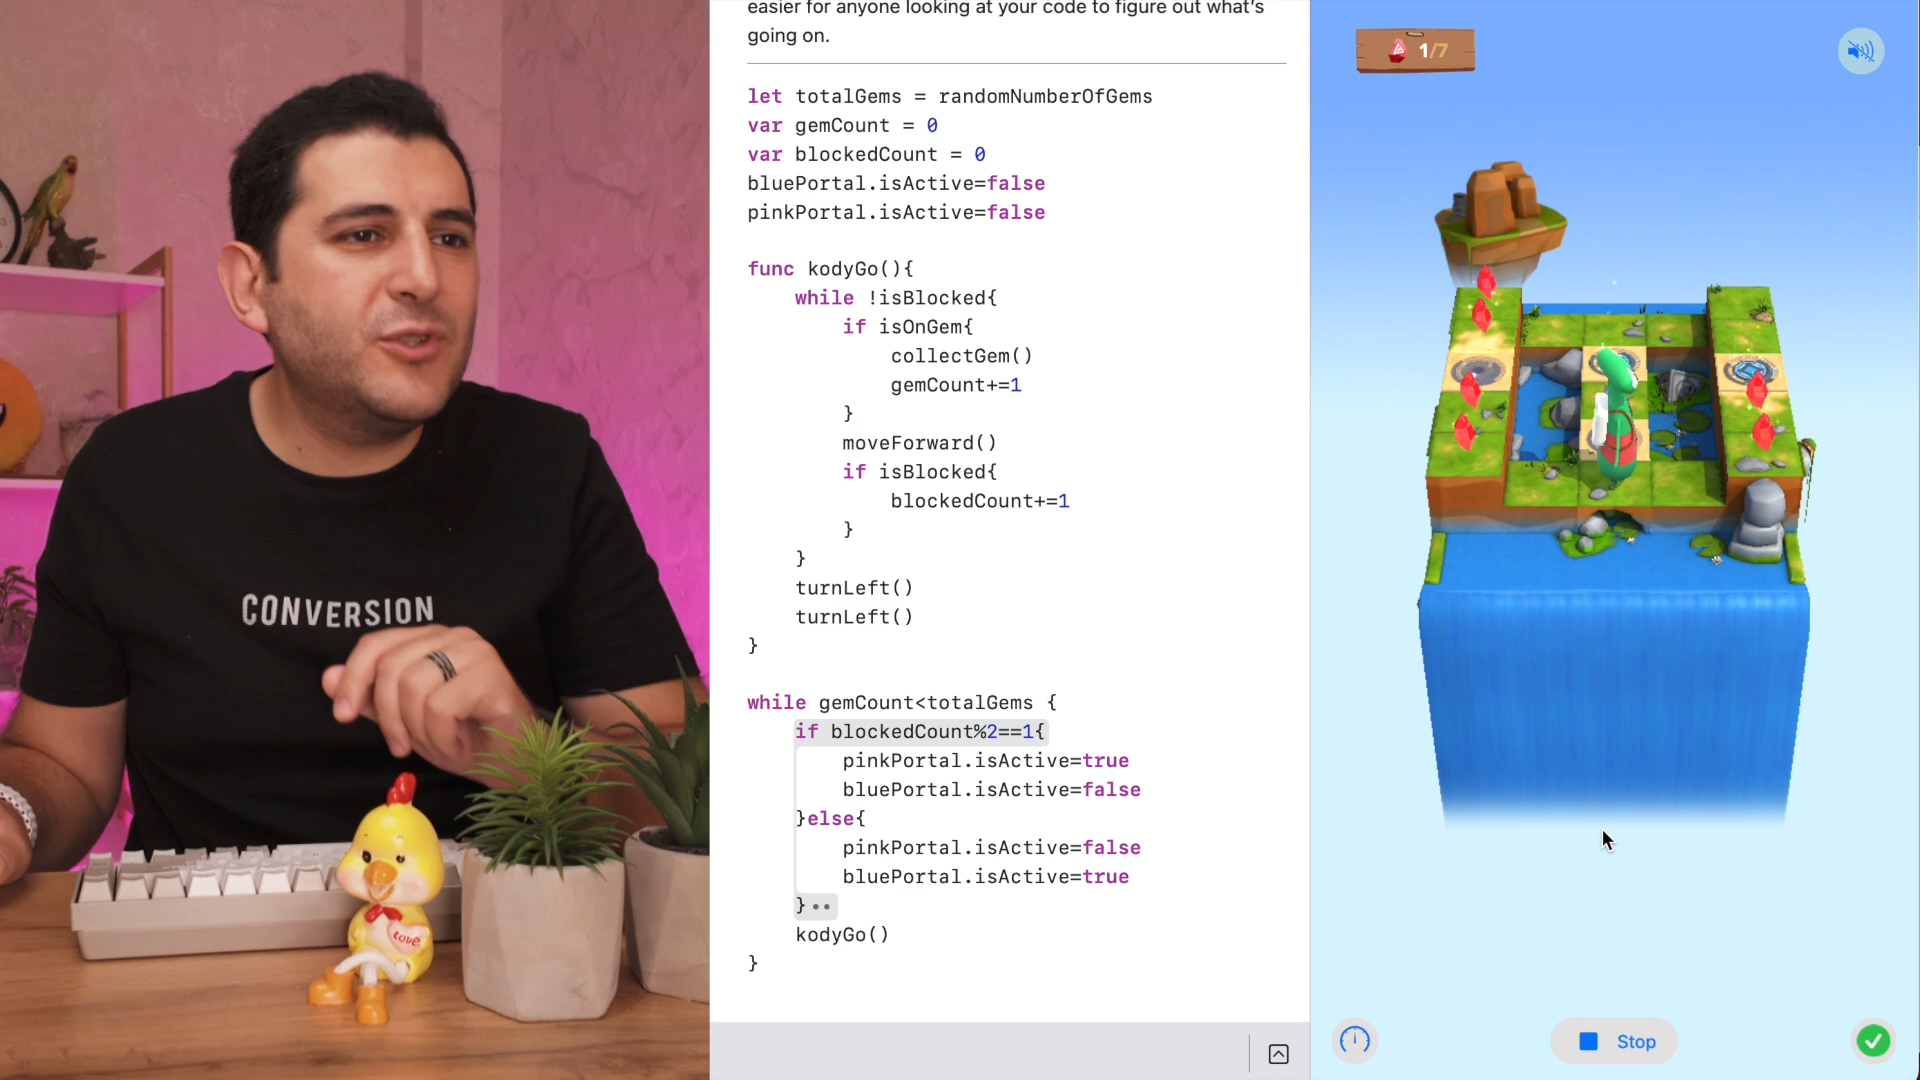 easier for anyone looking at your code to figure out what's
going on.
let totalGems = randomNumberOfGems
var gemCount = 0
var blockedCount = 0
bluePortal.isActive=false
pinkPortal.isActive=false
func kodyGo(){
while !isBlocked{
if isOnGem{
collectGem()
gemCount+=1
}
moveForward()
if isBlocked{
blockedCount+=1
}
}
turnLeft()
turnLeft()
}
while gemCount<totalGems {
if blockedCount%2==1{
pinkPortal.isActive=true
bluePortal.isActive=false
}else{
pinkPortal.isActive=false
bluePortal.isActive=true
}
kodyGo()
}
1/7
Stop
CONVERSION
Love